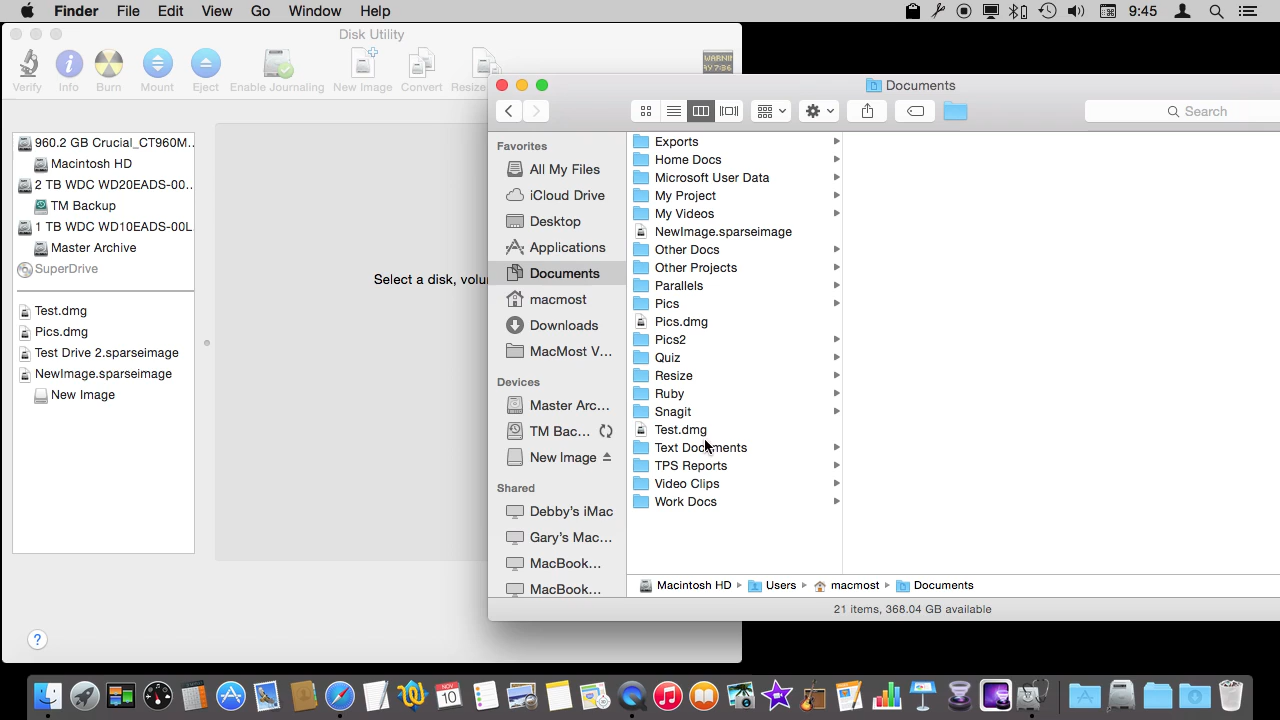 Finder File Edit View Go Window Help 9:45
Disk Utility
Verify Info Burn Mount Eject Enable Journaling New Image Convert Resize
WARNIN
AY 7:36
960.2 GB Crucial_CT960M...
Macintosh HD
2 TB WDC WD20EADS-00...
TM Backup
1 TB WDC WD10EADS-00L
Master Archive
SuperDrive
Test.dmg
Pics.dmg
Test Drive 2.sparseimage
NewImage.sparseimage
New Image
Select a disk, volu
?
Documents
Search
Favorites
All My Files
iCloud Drive
Desktop
Applications
Documents
macmost
Downloads
MacMost V...
Devices
Master Arc...
TM Bac...
New Image
Shared
Debby's iMac
Gary's Mac...
MacBook...
MacBook...
Exports
Home Docs
Microsoft User Data
My Project
My Videos
NewImage.sparseimage
Other Docs
Other Projects
Parallels
Pics
Pics.dmg
Pics2
Quiz
Resize
Ruby
Snagit
Test.dmg
Text Documents
TPS Reports
Video Clips
Work Docs
Macintosh HD Users macmost Documents
21 items, 368.04 GB available
NOV
10